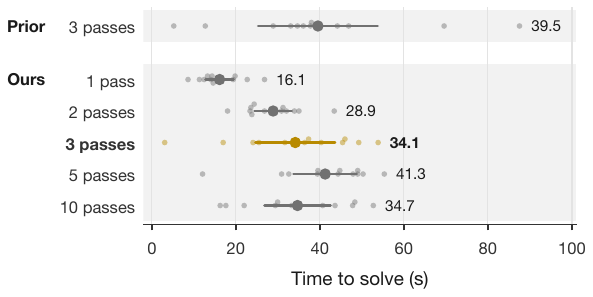 Prior 3 passes 39.5
Ours 1 pass 16.1
2 passes 28.9
3 passes 34.1
5 passes 41.3
10 passes 34.7
0 20 40 60 80 100
Time to solve (s)